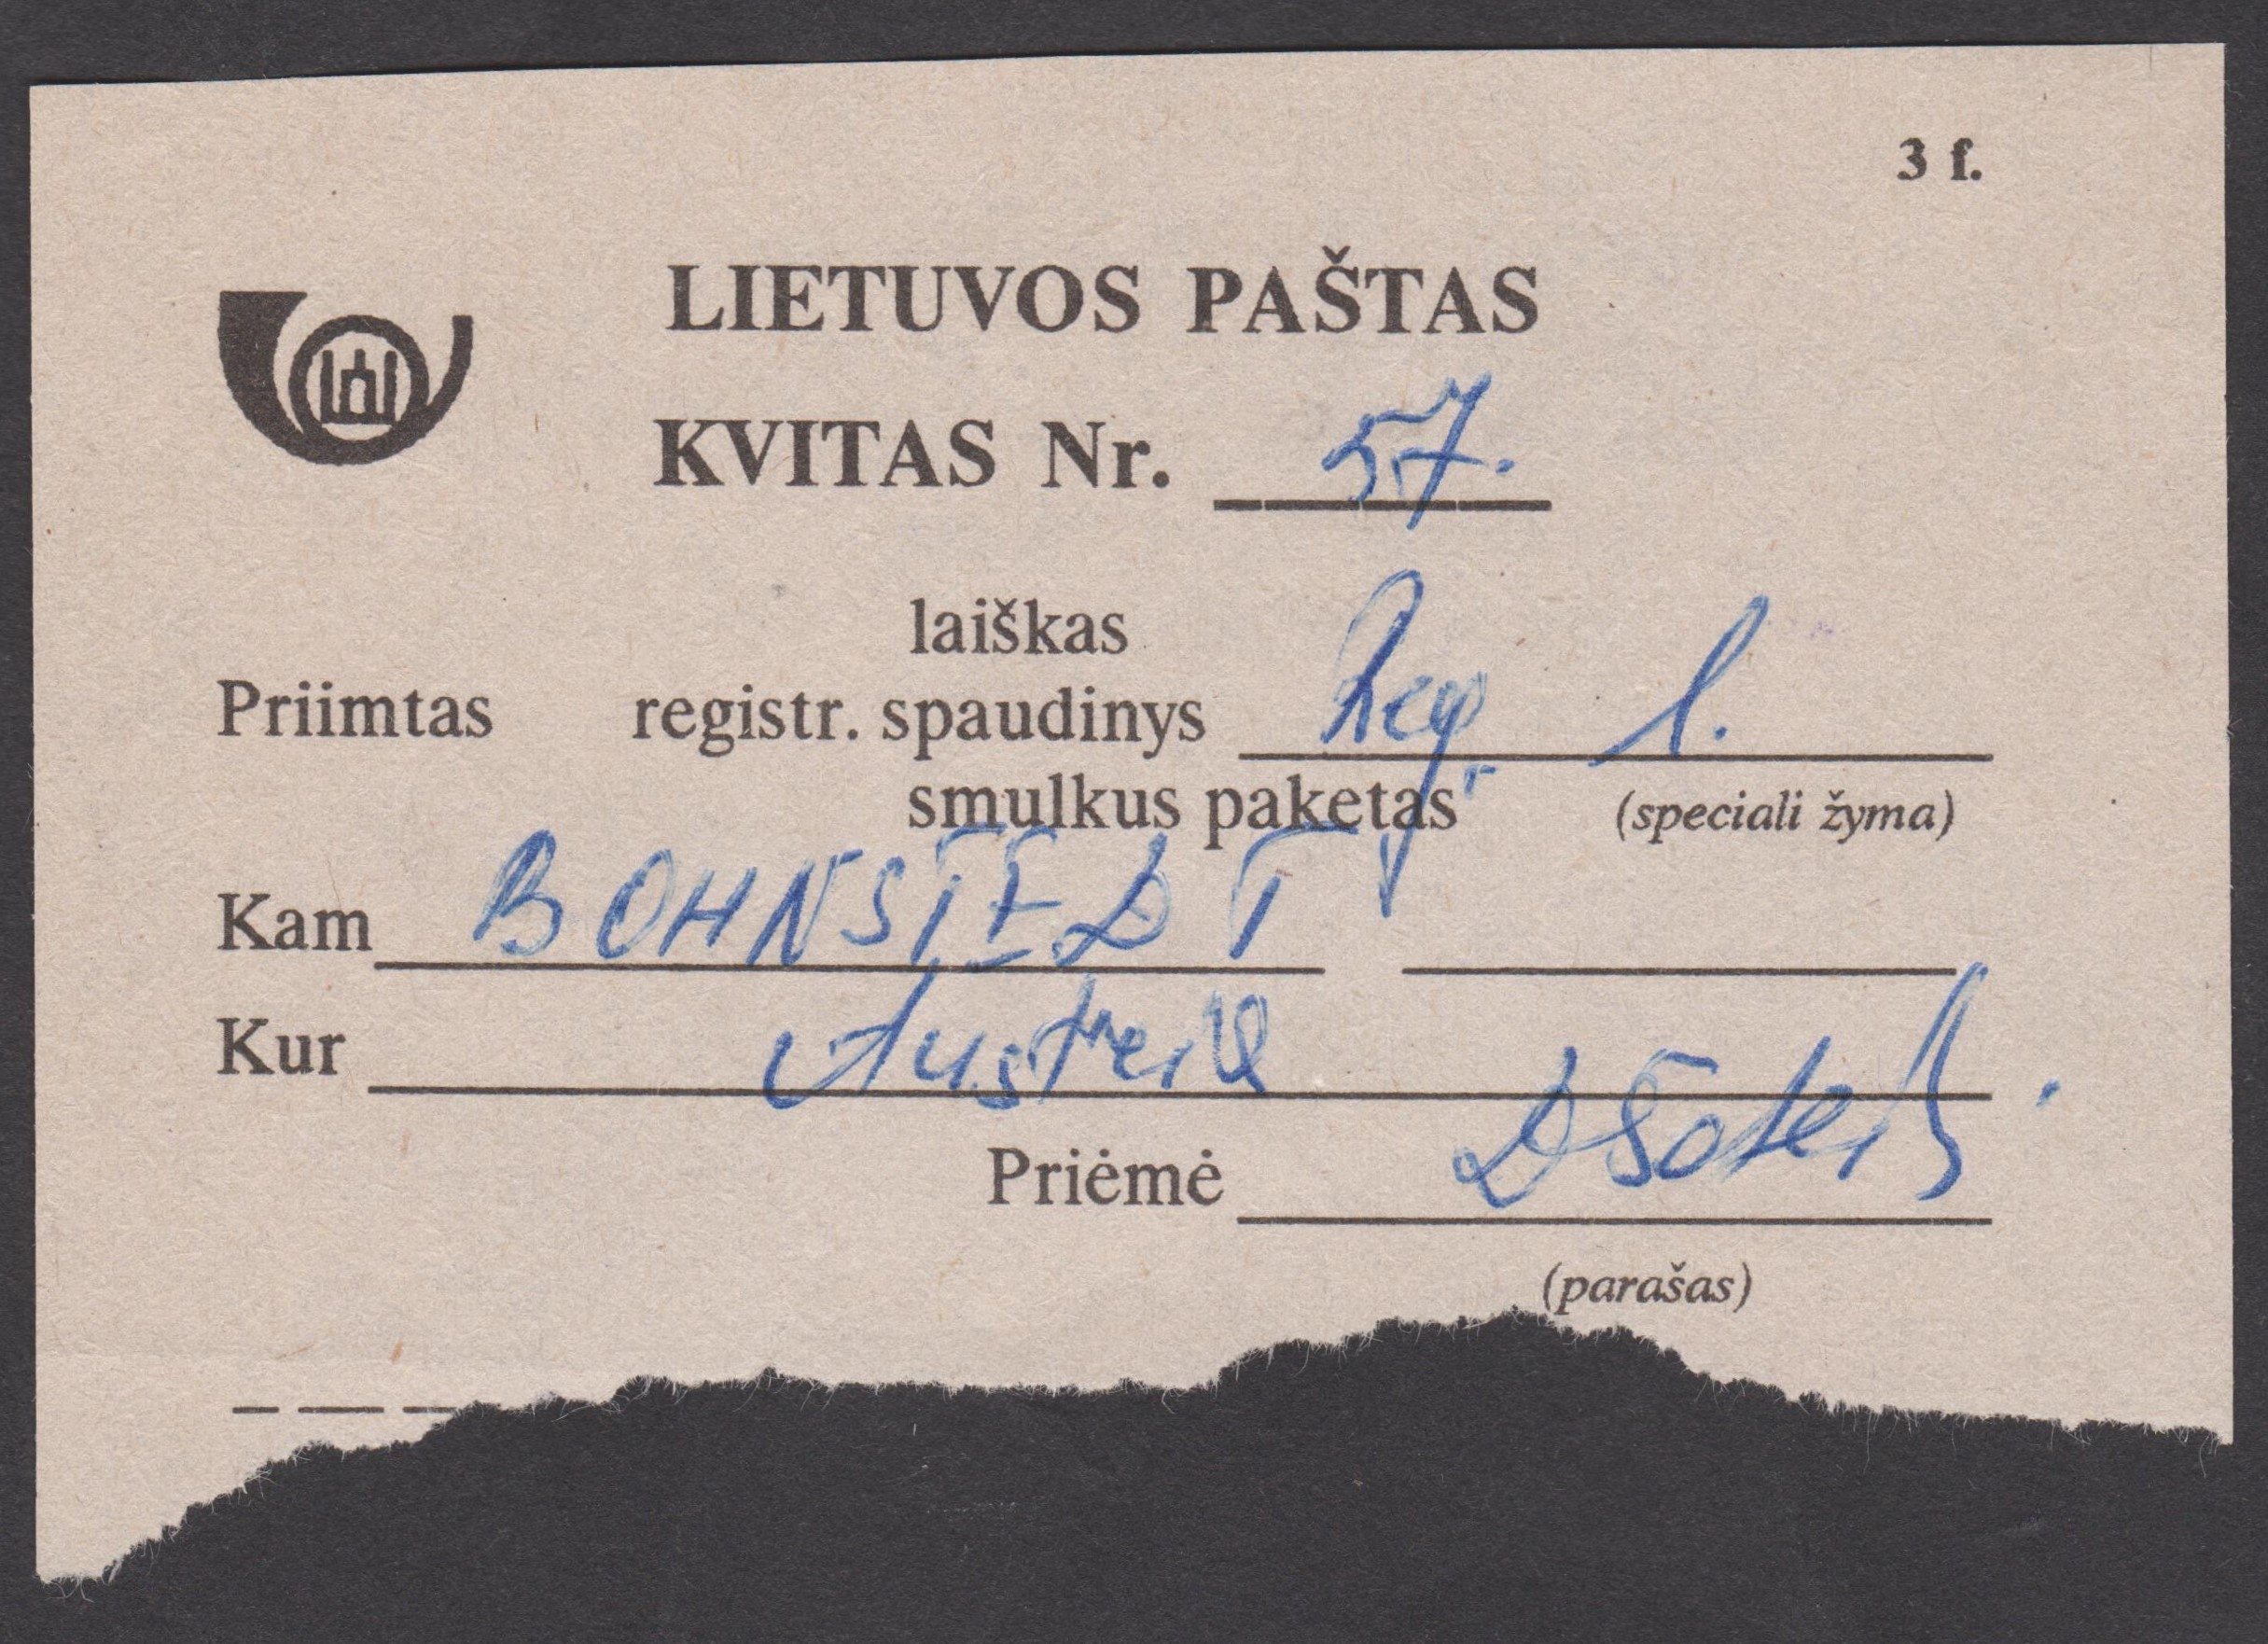 3 f.
LIETUVOS PAŠTAS
KVITAS Nr. 57.
laiškas
Priimtas registr. spaudinys Reg l.
smulkus paketas (speciali žyma)
Kam BOHNSTEDT
Kur Austria
Priėmė
(parašas)